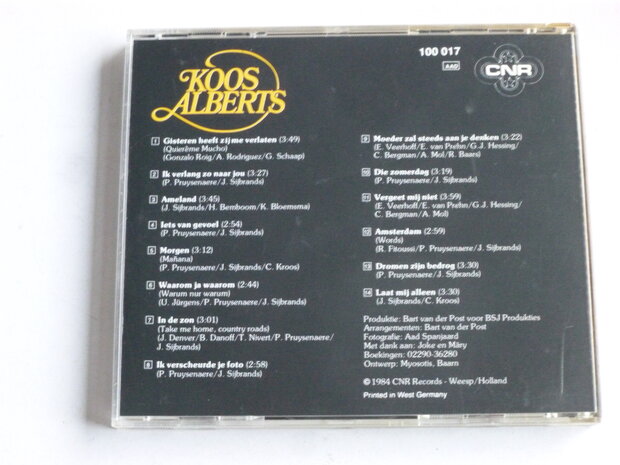 KOOS
ALBERTS
100 017
AAD
CNR
1 Gisteren heeft zij me verlaten (3:49)
(Quierème Mucho)
(Gonzalo Roig/A. Rodriguez/G. Schaap)
2 Ik verlang zo naar jou (3:27)
(P. Pruysenaere/J. Sijbrands)
3 Ameland (3:45)
(J. Sijbrands/H. Bemboom/K. Bloemsma)
4 Iets van gevoel (2:54)
(P. Pruysenaere/J. Sijbrands)
5 Morgen (3:12)
(Mañana)
(P. Pruysenaere/J. Sijbrands/C. Kroos)
6 Waarom ja waarom (2:44)
(Warum nur warum)
(U. Jürgens/P. Pruysenaere/J. Sijbrands)
7 In de zon (3:01)
(Take me home, country roads)
(J. Denver/B. Danoff/T. Nivert/P. Pruysenaere/
J. Sijbrands)
8 Ik verscheurde je foto (2:58)
(P. Pruysenaere/J. Sijbrands)
9 Moeder zal steeds aan je denken (3:22)
(E. Veerhoff/E. van Prehn/G.J. Hessing/
C. Bergman/A. Mol/R. Baars)
10 Die zomerdag (3:19)
(P. Pruysenaere/J. Sijbrands)
11 Vergeet mij niet (3:59)
(E. Veerhoff/E. van Prehn/G.J. Hessing/
C. Bergman/A. Mol)
12 Amsterdam (2:59)
(Words)
(R. Fitoussi/P. Pruysenaere/J. Sijbrands)
13 Dromen zijn bedrog (3:30)
(P. Pruysenaere/J. Sijbrands)
14 Laat mij alleen (3:30)
(J. Sijbrands/C. Kroos)
Produktie: Bart van der Post voor BSJ Produkties
Arrangementen: Bart van der Post
Fotografie: Aad Spanjaard
Met dank aan: Joke en Mary
Boekingen: 02290-36280
Ontwerp: Myosotis, Baarn
© 1984 CNR Records - Weesp/Holland
Printed in West Germany